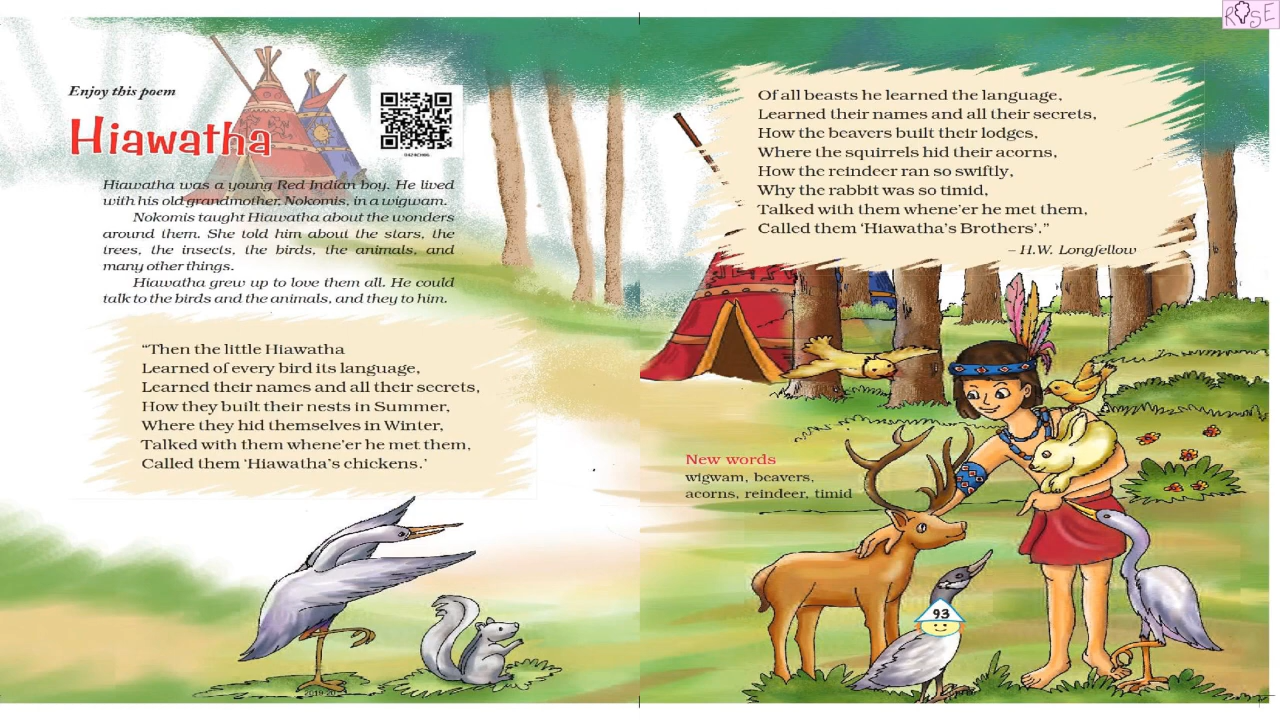 ROSE
Enjoy this poem
Hiawatha
Hiawatha was a young Red Indian boy. He lived
with his old grandmother, Nokomis, in a wigwam.
Nokomis taught Hiawatha about the wonders
around them. She told him about the stars, the
trees, the insects, the birds, the animals, and
many other things.
Hiawatha grew up to love them all. He could
talk to the birds and the animals, and they to him.
“Then the little Hiawatha
Learned of every bird its language,
Learned their names and all their secrets,
How they built their nests in Summer,
Where they hid themselves in Winter,
Talked with them whene’er he met them,
Called them ‘Hiawatha’s chickens.’
Of all beasts he learned the language,
Learned their names and all their secrets,
How the beavers built their lodges,
Where the squirrels hid their acorns,
How the reindeer ran so swiftly,
Why the rabbit was so timid,
Talked with them whene’er he met them,
Called them ‘Hiawatha’s Brothers’.”
– H.W. Longfellow
New words
wigwam, beavers,
acorns, reindeer, timid
93